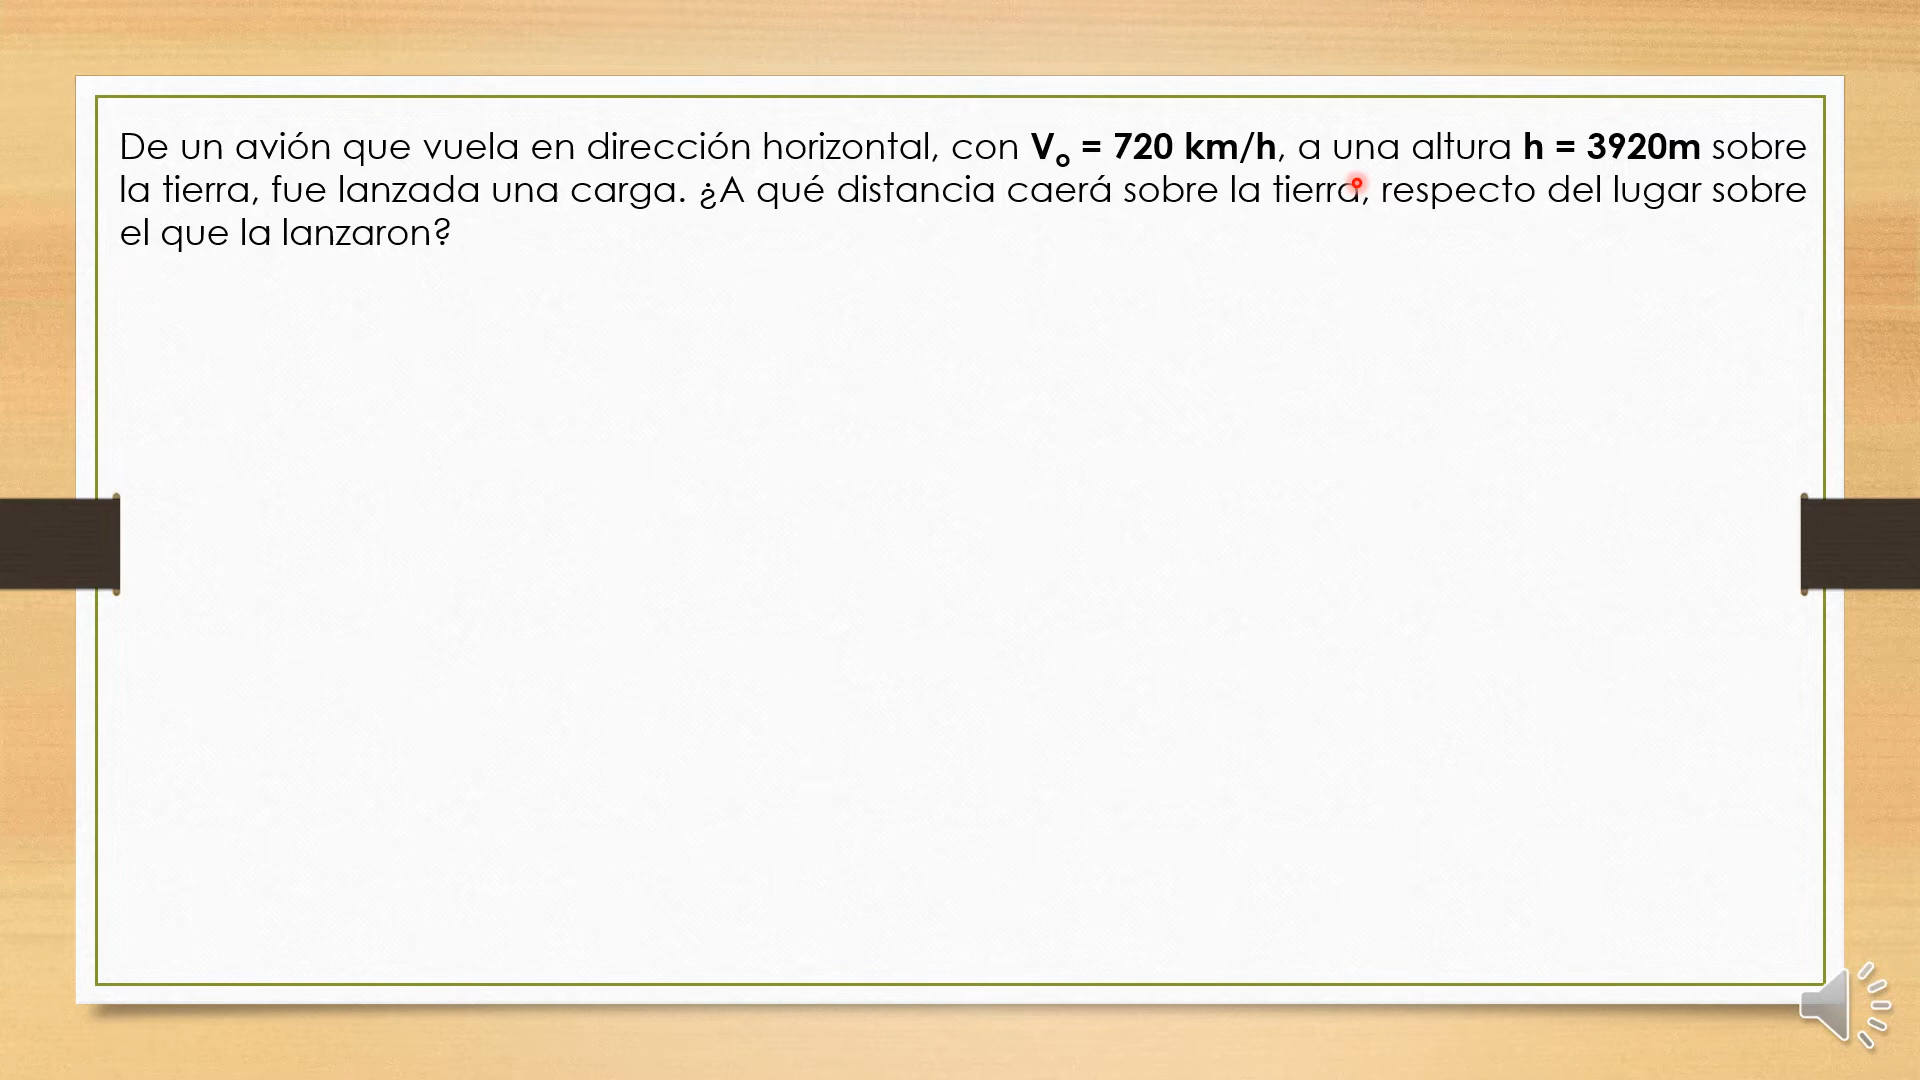 De un avión que vuela en dirección horizontal, con Vo = 720 km/h, a una altura h = 3920m sobre
la tierra, fue lanzada una carga. ¿A qué distancia caerá sobre la tierra, respecto del lugar sobre
el que la lanzaron?